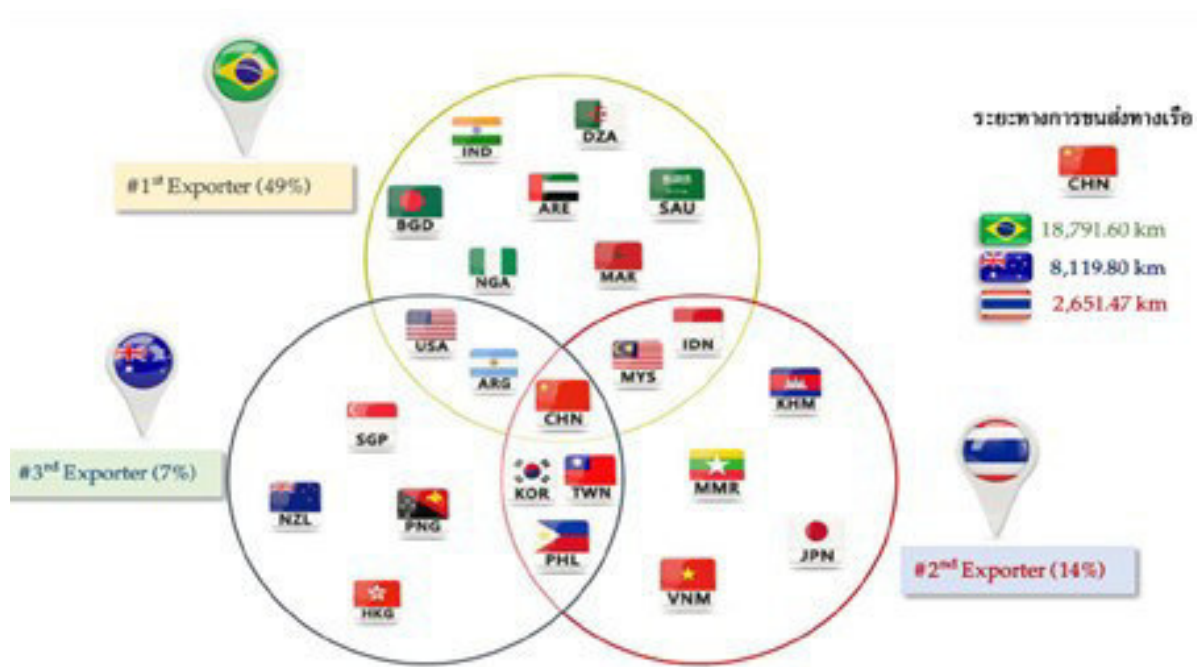 #1st Exporter (49%)
IND
DZA
BGD
ARE
SAU
NGA
MAR
ระยะทางการขนส่งทางเรือ
CHN
18,791.60 km
8,119.80 km
2,651.47 km
USA
ARG
CHN
MYS
IDN
KHM
#3rd Exporter (7%)
SGP
NZL
PNG
HKG
KOR
TWN
PHL
MMR
JPN
VNM
#2nd Exporter (14%)